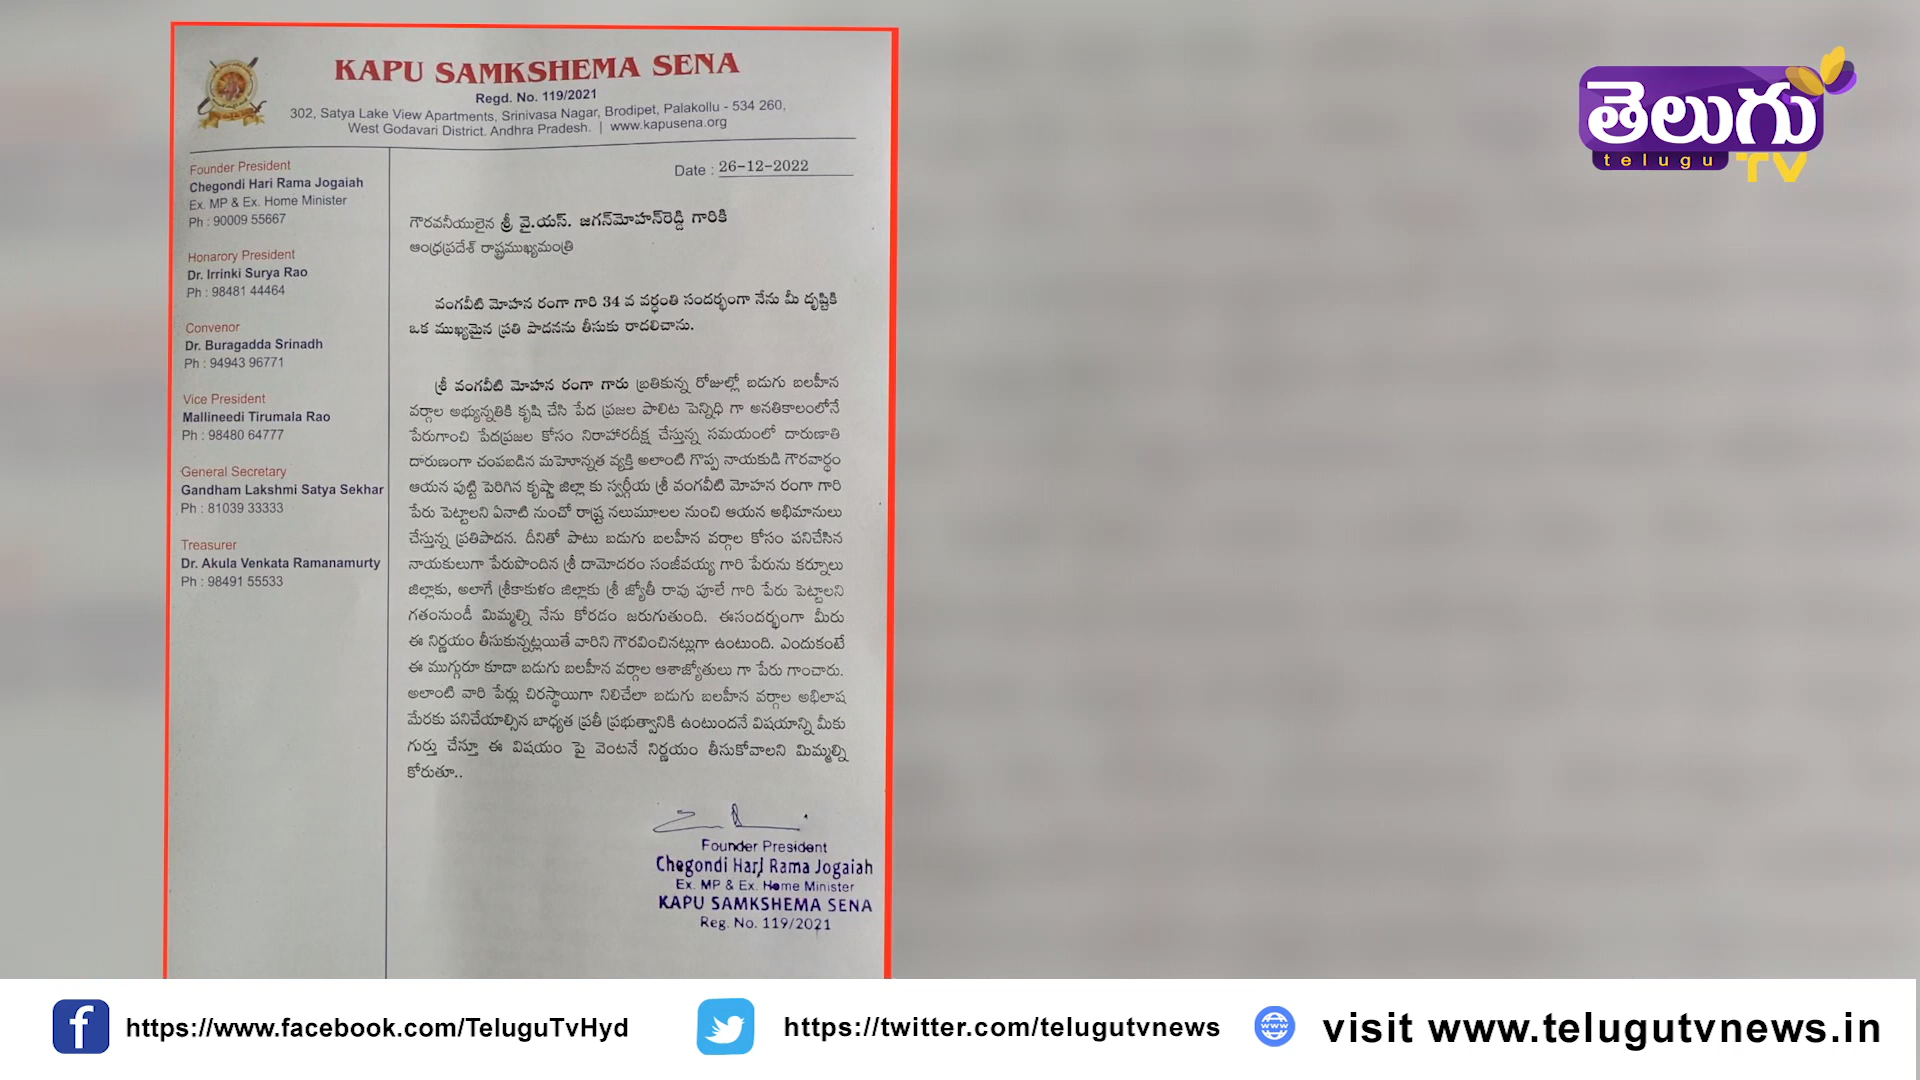 KAPU SAMKSHEMA SENA
Regd. No. 119/2021
302, Satya Lake View Apartments, Srinivasa Nagar, Brodipet, Palakollu - 534 260,
West Godavari District. Andhra Pradesh. | www.kapusena.org
Founder President
Chegondi Hari Rama Jogaiah
Ex. MP & Ex. Home Minister
Ph : 90009 55667
Honarory President
Dr. Irrinki Surya Rao
Ph : 98481 44464
Convenor
Dr. Buragadda Srinadh
Ph : 94943 96771
Vice President
Mallineedi Tirumala Rao
Ph : 98480 64777
General Secretary
Gandham Lakshmi Satya Sekhar
Ph : 81039 33333
Treasurer
Dr. Akula Venkata Ramanamurty
Ph : 98491 55533
Date : 26-12-2022
గౌరవనీయులైన శ్రీ వై.యస్. జగన్‌మోహన్‌రెడ్డి గారికి
ఆంధ్రప్రదేశ్ రాష్ట్రముఖ్యమంత్రి
వంగవీటి మోహన రంగా గారి 34 వ వర్ధంతి సందర్భంగా నేను మీ దృష్టికి
ఒక ముఖ్యమైన ప్రతి పాదనను తీసుకు రాదలిచాను.
శ్రీ వంగవీటి మోహన రంగా గారు బ్రతికున్న రోజుల్లో బడుగు బలహీన
వర్గాల అభ్యున్నతికి కృషి చేసి పేద ప్రజల పాలిట పెన్నిధి గా అనతికాలంలోనే
పేరుగాంచి పేదప్రజల కోసం నిరాహారదీక్ష చేస్తున్న సమయంలో దారుణాతి
దారుణంగా చంపబడిన మహెూన్నత వ్యక్తి అలాంటి గొప్ప నాయకుడి గౌరవార్థం
ఆయన పుట్టి పెరిగిన కృష్ణా జిల్లా కు స్వర్గీయ శ్రీ వంగవీటి మోహన రంగా గారి
పేరు పెట్టాలని ఏనాటి నుంచో రాష్ట్ర నలుమూలల నుంచి ఆయన అభిమానులు
చేస్తున్న ప్రతిపాదన. దీనితో పాటు బడుగు బలహీన వర్గాల కోసం పనిచేసిన
నాయకులుగా పేరుపొందిన శ్రీ దామోదరం సంజీవయ్య గారి పేరును కర్నూలు
జిల్లాకు, అలాగే శ్రీకాకుళం జిల్లాకు శ్రీ జ్యోతీ రావు పూలే గారి పేరు పెట్టాలని
గతంనుండీ మిమ్మల్ని నేను కోరడం జరుగుతుంది. ఈసందర్భంగా మీరు
ఈ నిర్ణయం తీసుకున్నట్లయితే వారిని గౌరవించినట్లుగా ఉంటుంది. ఎందుకంటే
ఈ ముగ్గురూ కూడా బడుగు బలహీన వర్గాల ఆశాజ్యోతులు గా పేరు గాంచారు.
అలాంటి వారి పేర్లు చిరస్థాయిగా నిలిచేలా బడుగు బలహీన వర్గాల అభిలాష
మేరకు పనిచేయాల్సిన బాధ్యత ప్రతీ ప్రభుత్వానికి ఉంటుందనే విషయాన్ని మీకు
గుర్తు చేస్తూ ఈ విషయం పై వెంటనే నిర్ణయం తీసుకోవాలని మిమ్మల్ని
కోరుతూ..
Founder President
Chegondi Hari Rama Jogaiah
Ex. MP & Ex. Home Minister
KAPU SAMKSHEMA SENA
Reg. No. 119/2021
తెలుగు
telugu
TV
https://www.facebook.com/TeluguTvHyd
https://twitter.com/telugutvnews
visit www.telugutvnews.in